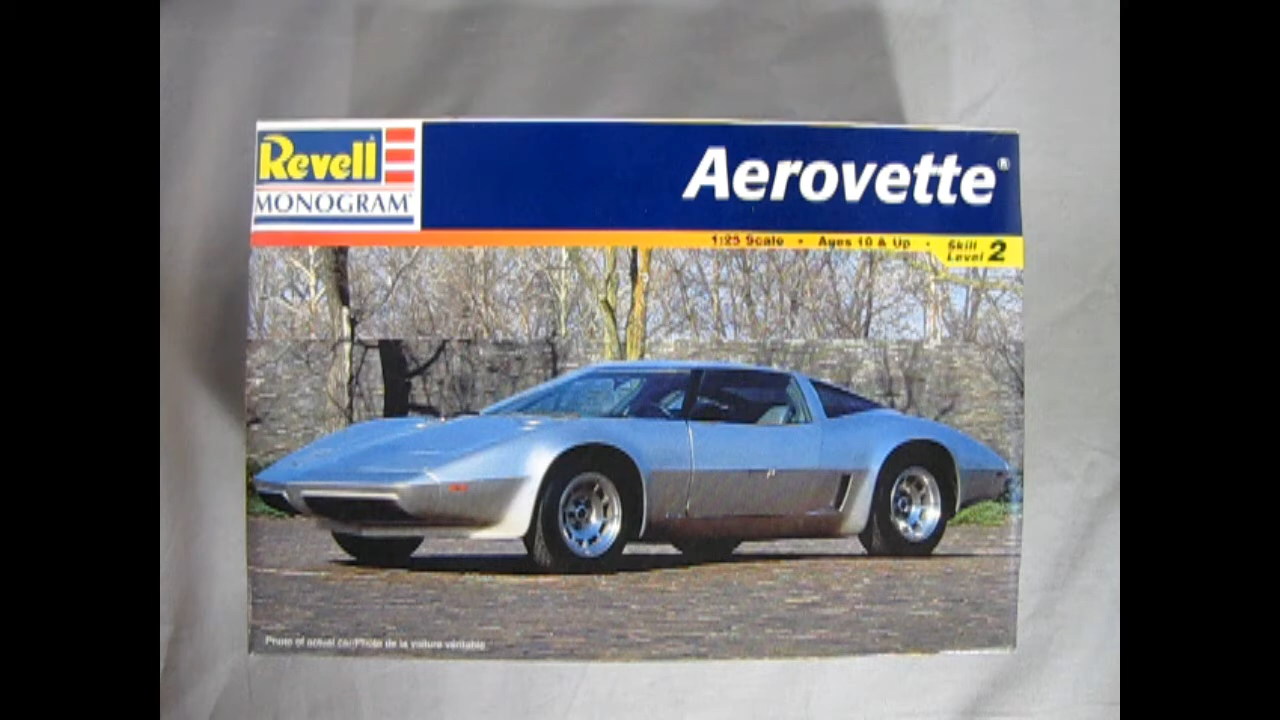 Revell
MONOGRAM
Aerovette®
1:25 Scale • Ages 10 & Up • Skill Level 2
Photo of actual car/Photo de la voiture véritable